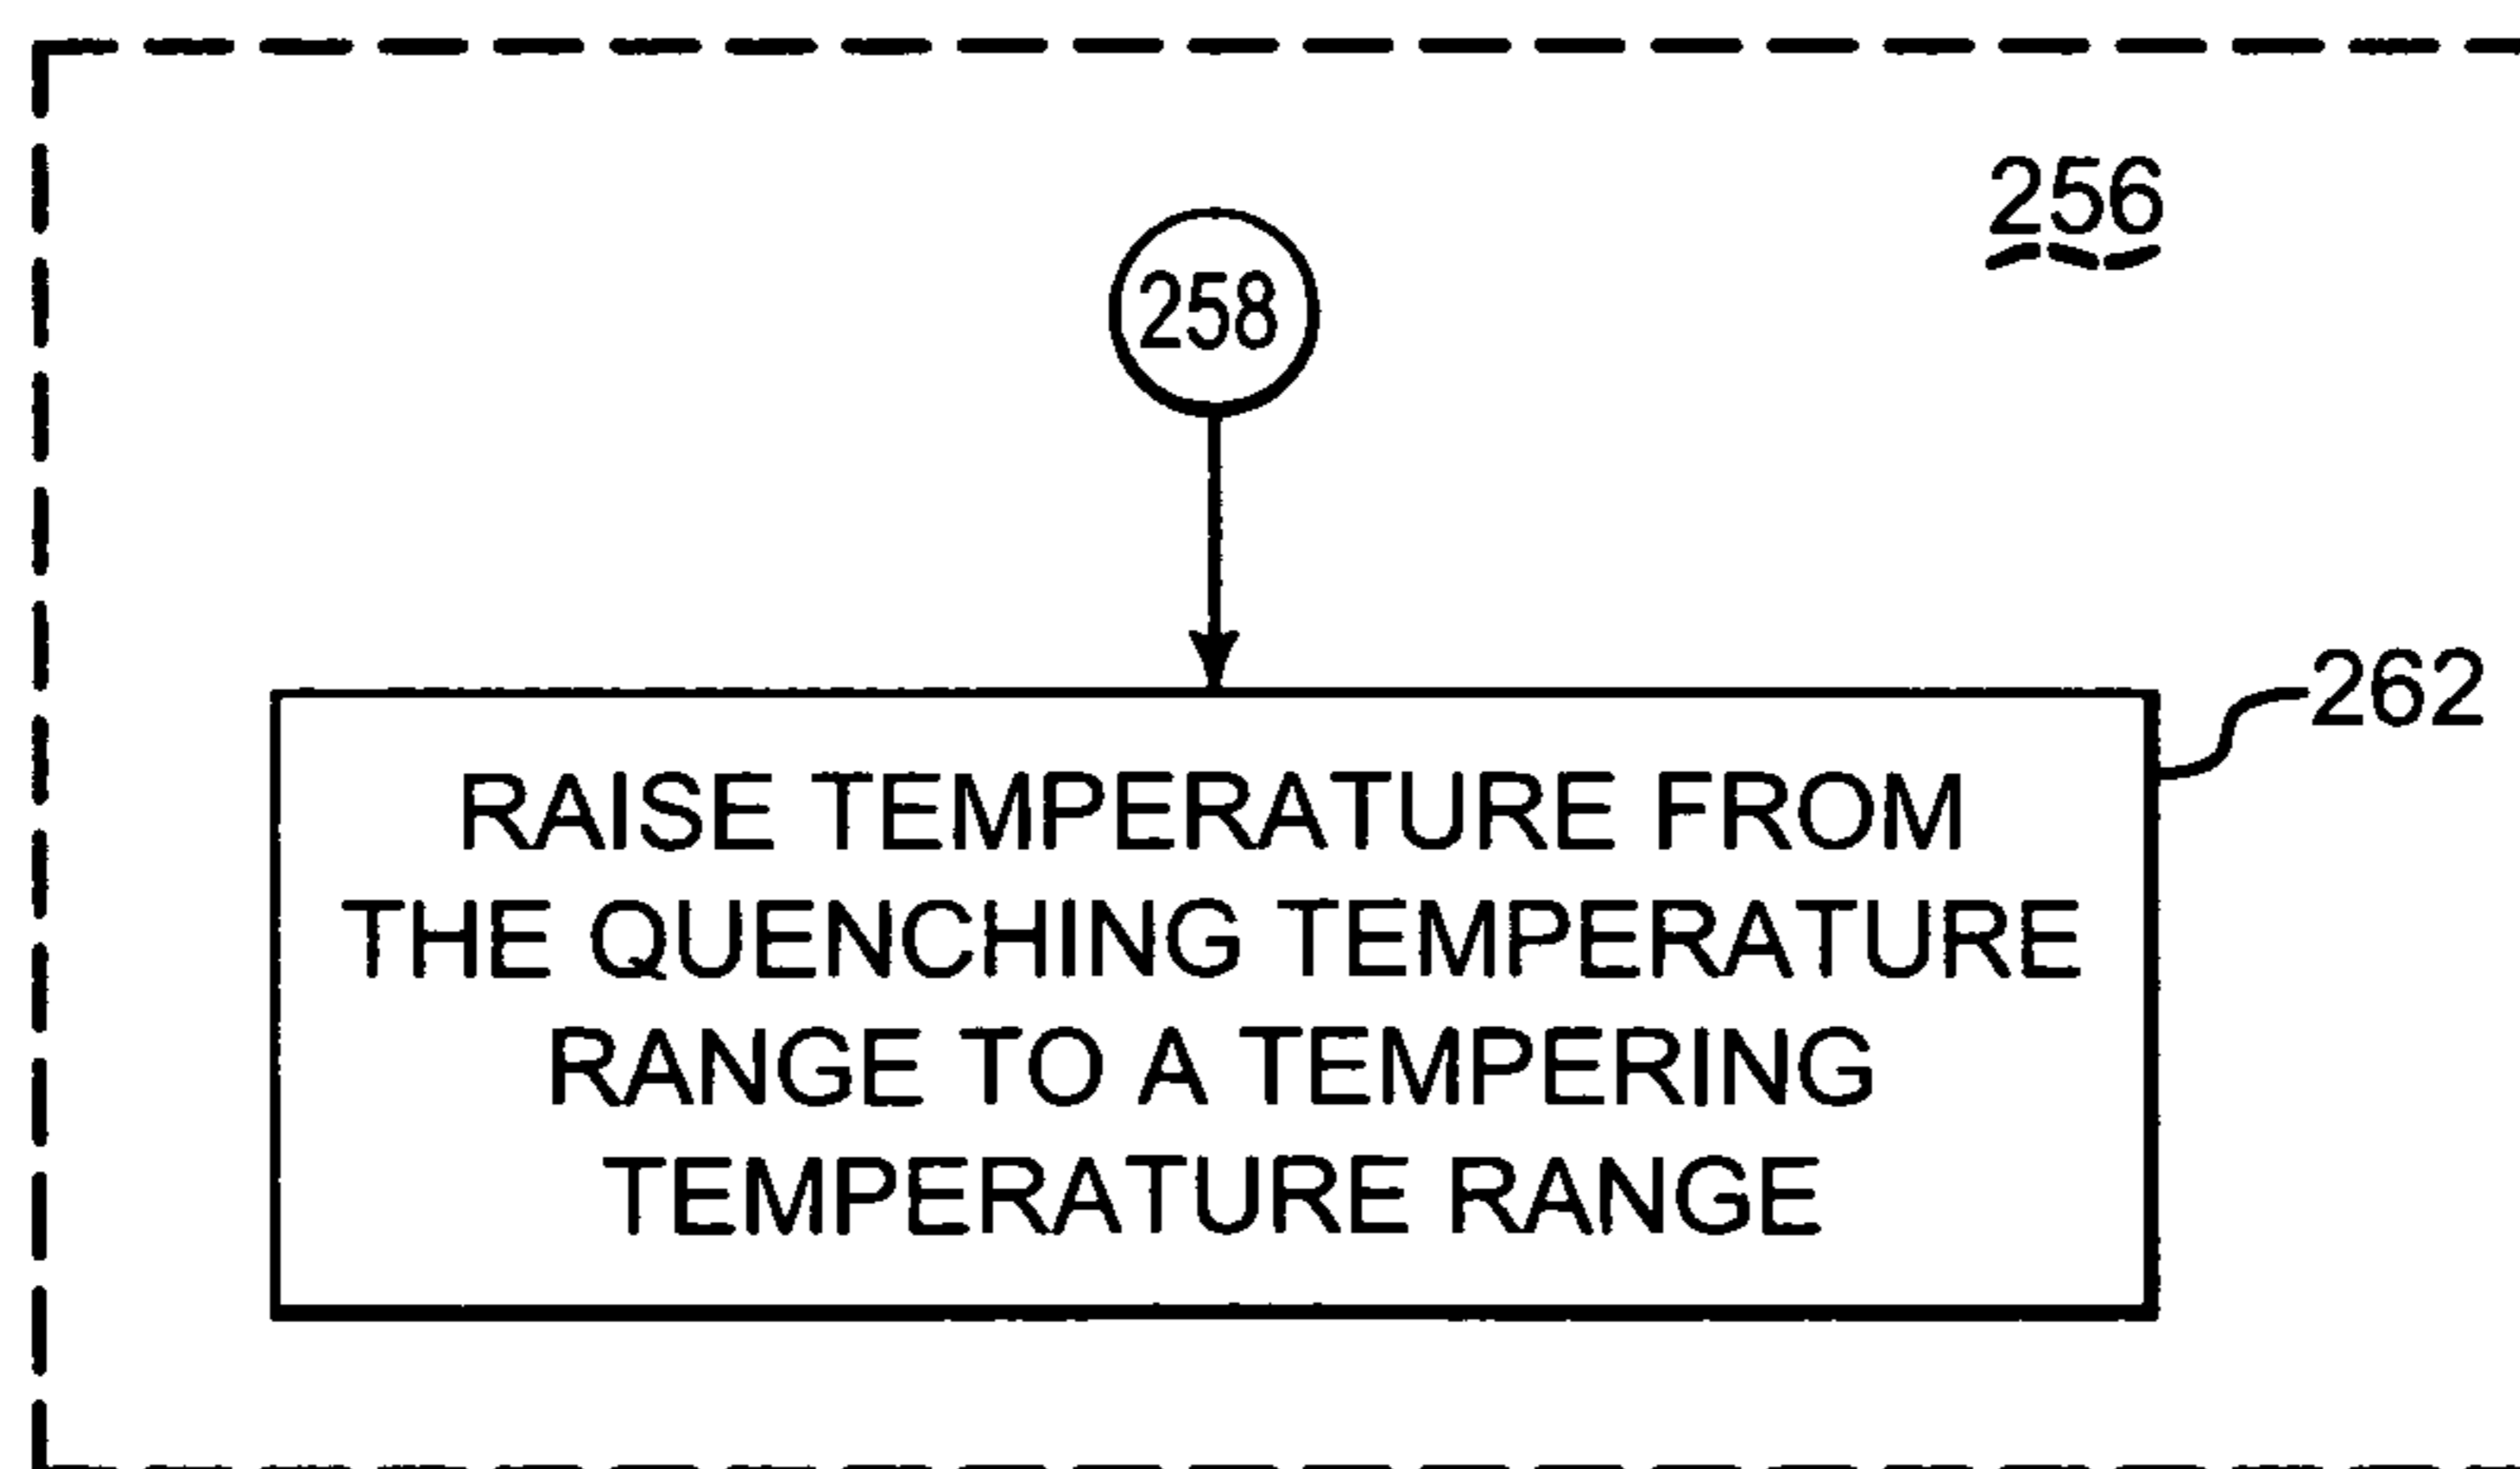 256
258
262
RAISE TEMPERATURE FROM
THE QUENCHING TEMPERATURE
RANGE TO A TEMPERING
TEMPERATURE RANGE